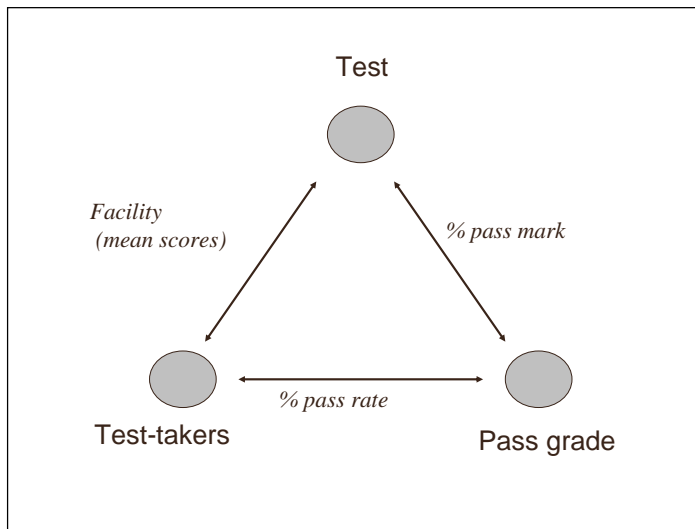 Test
Facility
(mean scores)
% pass mark
% pass rate
Test-takers
Pass grade